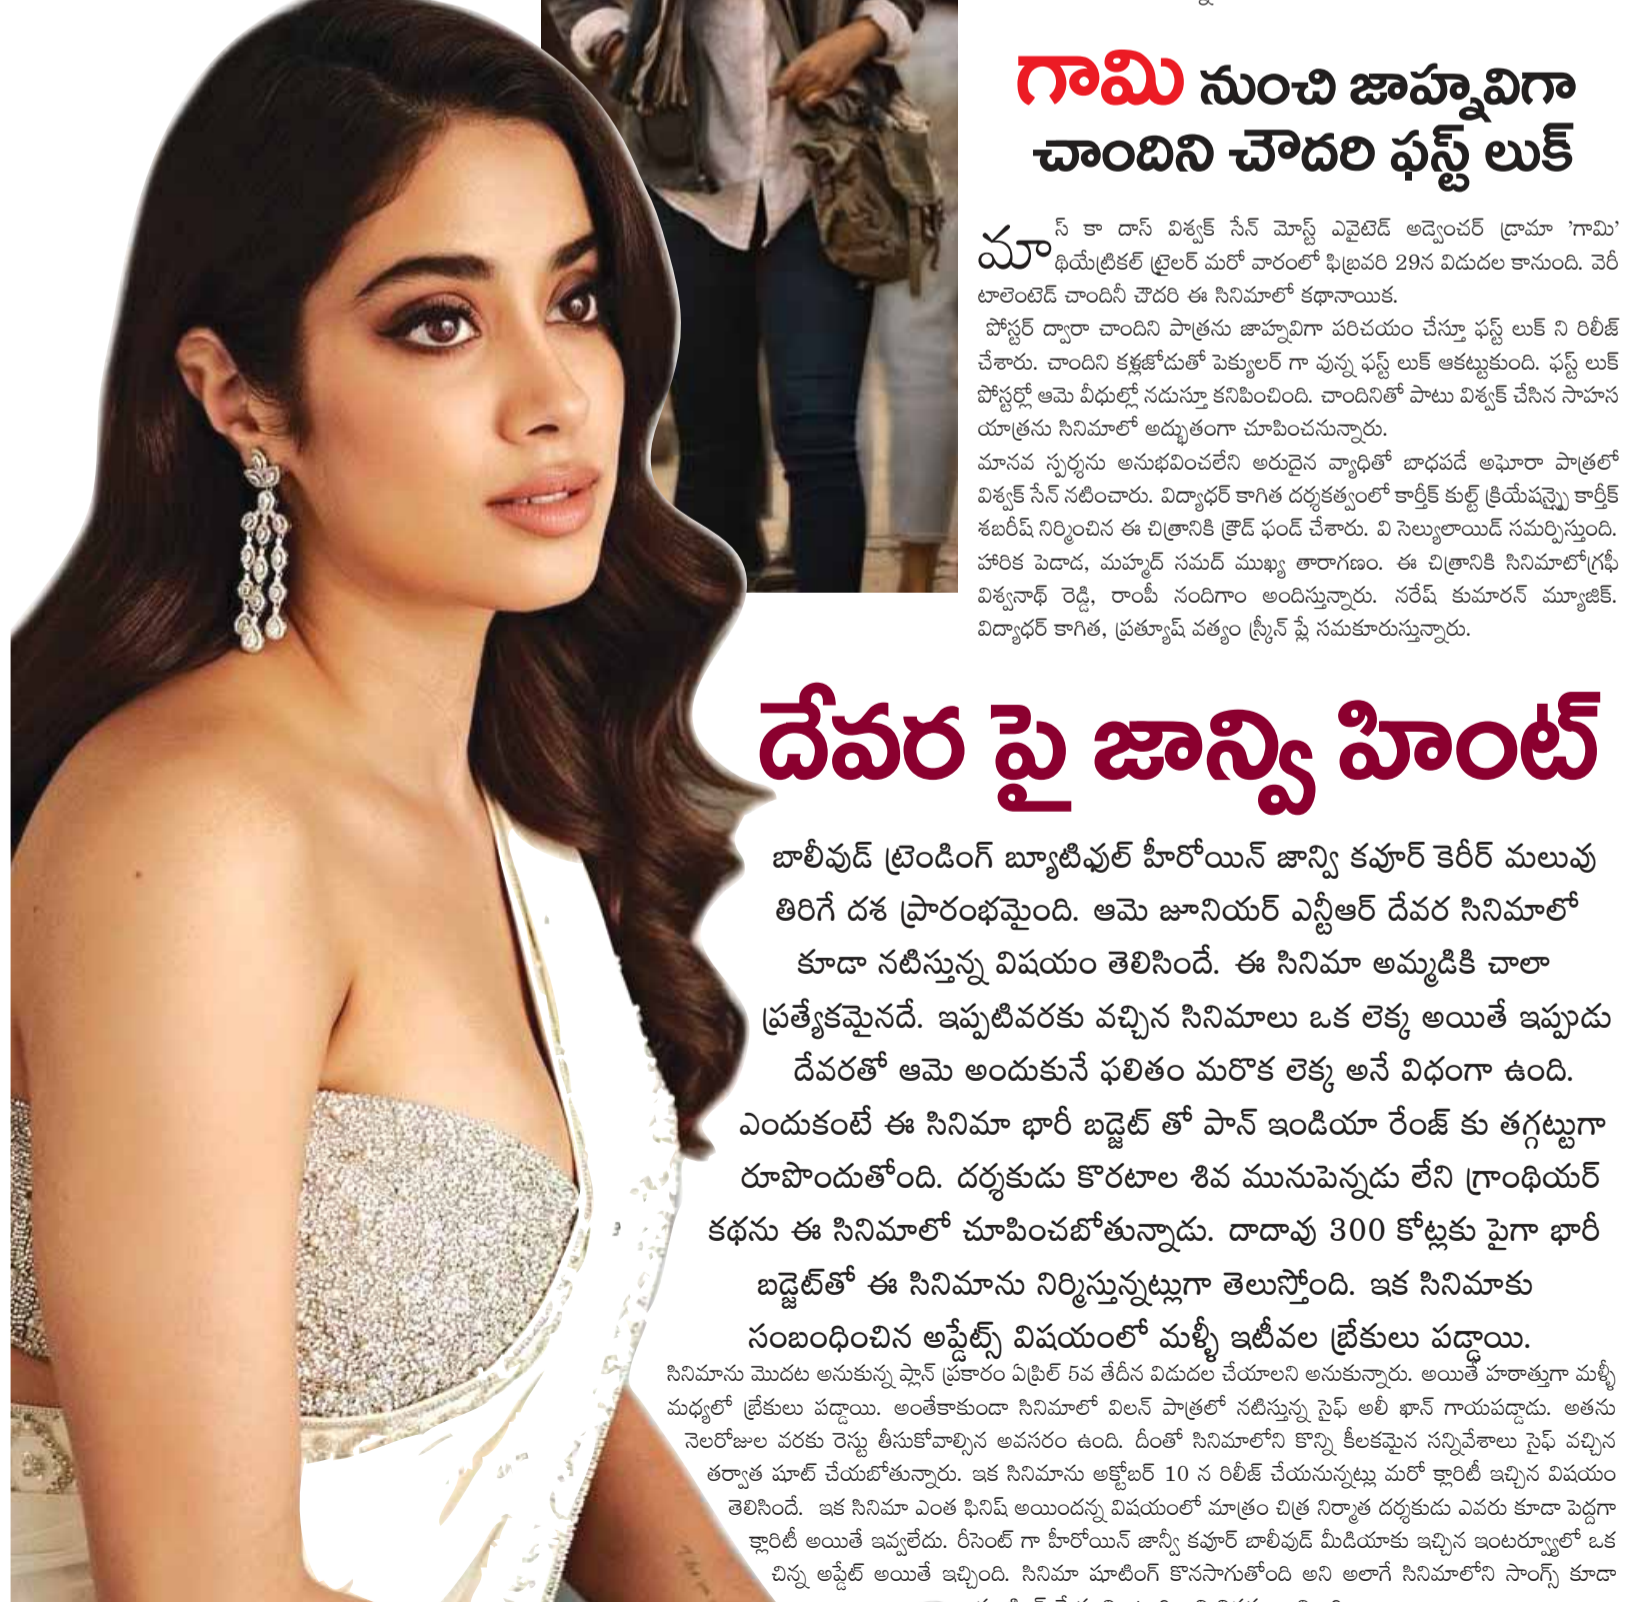 గామి నుంచి జాహ్నవిగా
చాందిని చౌదరి ఫస్ట్ లుక్
మాస్ కా దాస్ విశ్వక్ సేన్ మోస్ట్ ఎవైటెడ్ అడ్వెంచర్ డ్రామా 'గామి'
థియేట్రికల్ ట్రైలర్ మరో వారంలో ఫిబ్రవరి 29న విడుదల కానుంది. వెరీ
టాలెంటెడ్ చాందినీ చౌదరి ఈ సినిమాలో కథానాయిక.
పోస్టర్ ద్వారా చాందిని పాత్రను జాహ్నవిగా పరిచయం చేస్తూ ఫస్ట్ లుక్ ని రిలీజ్
చేశారు. చాందిని కళ్లజోడుతో పెక్యులర్ గా వున్న ఫస్ట్ లుక్ ఆకట్టుకుంది. ఫస్ట్ లుక్
పోస్టర్లో ఆమె వీధుల్లో నడుస్తూ కనిపించింది. చాందినితో పాటు విశ్వక్ చేసిన సాహస
యాత్రను సినిమాలో అద్భుతంగా చూపించనున్నారు.
మానవ స్పర్శను అనుభవించలేని అరుదైన వ్యాధితో బాధపడే అఘోరా పాత్రలో
విశ్వక్ సేన్ నటించారు. విద్యాధర్ కాగిత దర్శకత్వంలో కార్తీక్ కుల్ట్ క్రియేషన్స్పై కార్తీక్
శబరీష్ నిర్మించిన ఈ చిత్రానికి క్రౌడ్ ఫండ్ చేశారు. వి సెల్యులాయిడ్ సమర్పిస్తుంది.
హారిక పెడాడ, మహ్మద్ సమద్ ముఖ్య తారాగణం. ఈ చిత్రానికి సినిమాటోగ్రఫీ
విశ్వనాథ్ రెడ్డి, రాంపీ నందిగాం అందిస్తున్నారు. నరేష్ కుమారన్ మ్యూజిక్.
విద్యాధర్ కాగిత, ప్రత్యూష్ వత్యం స్క్రీన్ ప్లే సమకూరుస్తున్నారు.
దేవర పై జాన్వి హింట్
బాలీవుడ్ ట్రెండింగ్ బ్యూటిఫుల్ హీరోయిన్ జాన్వి కపూర్ కెరీర్ మలుపు
తిరిగే దశ ప్రారంభమైంది. ఆమె జూనియర్ ఎన్టీఆర్ దేవర సినిమాలో
కూడా నటిస్తున్న విషయం తెలిసిందే. ఈ సినిమా అమ్మడికి చాలా
ప్రత్యేకమైనదే. ఇప్పటివరకు వచ్చిన సినిమాలు ఒక లెక్క అయితే ఇప్పుడు
దేవరతో ఆమె అందుకునే ఫలితం మరొక లెక్క అనే విధంగా ఉంది.
ఎందుకంటే ఈ సినిమా భారీ బడ్జెట్ తో పాన్ ఇండియా రేంజ్ కు తగ్గట్టుగా
రూపొందుతోంది. దర్శకుడు కొరటాల శివ మునుపెన్నడు లేని గ్రాంథియర్
కథను ఈ సినిమాలో చూపించబోతున్నాడు. దాదాపు 300 కోట్లకు పైగా భారీ
బడ్జెట్‌తో ఈ సినిమాను నిర్మిస్తున్నట్లుగా తెలుస్తోంది. ఇక సినిమాకు
సంబంధించిన అప్డేట్స్ విషయంలో మళ్ళీ ఇటీవల బ్రేకులు పడ్డాయి.
సినిమాను మొదట అనుకున్న ప్లాన్ ప్రకారం ఏప్రిల్ 5వ తేదీన విడుదల చేయాలని అనుకున్నారు. అయితే హఠాత్తుగా మళ్ళీ
మధ్యలో బ్రేకులు పడ్డాయి. అంతేకాకుండా సినిమాలో విలన్ పాత్రలో నటిస్తున్న సైఫ్ అలీ ఖాన్ గాయపడ్డాడు. అతను
నెలరోజుల వరకు రెస్టు తీసుకోవాల్సిన అవసరం ఉంది. దీంతో సినిమాలోని కొన్ని కీలకమైన సన్నివేశాలు సైఫ్ వచ్చిన
తర్వాత షూట్ చేయబోతున్నారు. ఇక సినిమాను అక్టోబర్ 10 న రిలీజ్ చేయనున్నట్లు మరో క్లారిటీ ఇచ్చిన విషయం
తెలిసిందే. ఇక సినిమా ఎంత ఫినిష్ అయిందన్న విషయంలో మాత్రం చిత్ర నిర్మాత దర్శకుడు ఎవరు కూడా పెద్దగా
క్లారిటీ అయితే ఇవ్వలేదు. రీసెంట్ గా హీరోయిన్ జాన్వీ కపూర్ బాలీవుడ్ మీడియాకు ఇచ్చిన ఇంటర్వ్యూలో ఒక
చిన్న అప్డేట్ అయితే ఇచ్చింది. సినిమా షూటింగ్ కొనసాగుతోంది అని అలాగే సినిమాలోని సాంగ్స్ కూడా